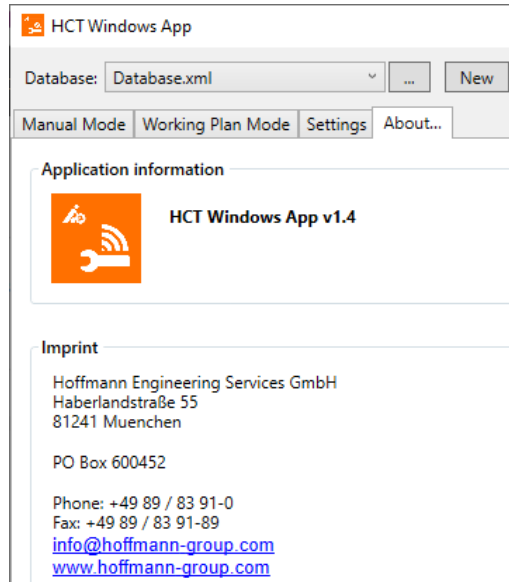 HCT Windows App
Database: Database.xml ... New
Manual Mode Working Plan Mode Settings About...
Application information
HCT Windows App v1.4
Imprint
Hoffmann Engineering Services GmbH
Haberlandstraße 55
81241 Muenchen
PO Box 600452
Phone: +49 89 / 83 91-0
Fax: +49 89 / 83 91-89
info@hoffmann-group.com
www.hoffmann-group.com